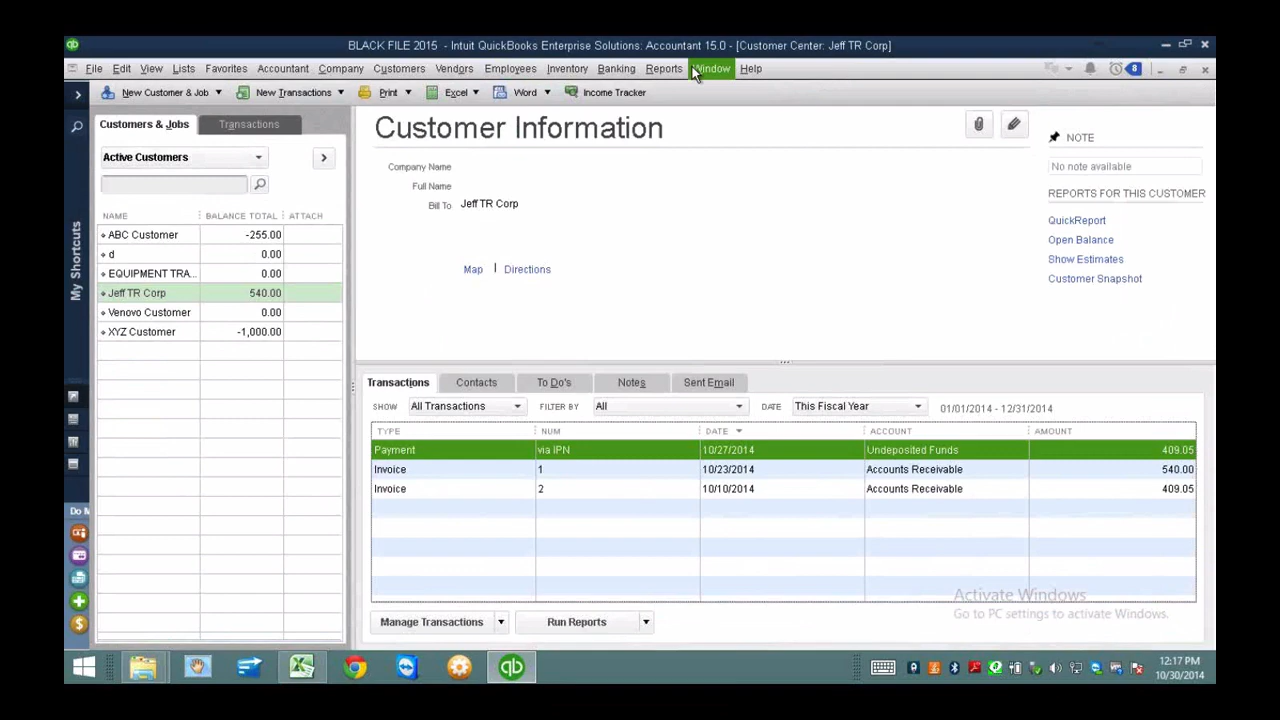 BLACK FILE 2015 - Intuit QuickBooks Enterprise Solutions: Accountant 15.0 - [Customer Center: Jeff TR Corp]
File Edit View Lists Favorites Accountant Company Customers Vendors Employees Inventory Banking Reports Window Help
8
New Customer & Job New Transactions Print Excel Word Income Tracker
Customers & Jobs Transactions
Active Customers
NAME BALANCE TOTAL ATTACH
ABC Customer -255.00
d 0.00
EQUIPMENT TRA... 0.00
Jeff TR Corp 540.00
Venovo Customer 0.00
XYZ Customer -1,000.00
My Shortcuts
Do M
Customer Information
Company Name
Full Name
Bill To Jeff TR Corp
Map Directions
NOTE
No note available
REPORTS FOR THIS CUSTOMER
QuickReport
Open Balance
Show Estimates
Customer Snapshot
Transactions Contacts To Do's Notes Sent Email
SHOW All Transactions FILTER BY All DATE This Fiscal Year 01/01/2014 - 12/31/2014
TYPE NUM DATE ACCOUNT AMOUNT
Payment via IPN 10/27/2014 Undeposited Funds 409.05
Invoice 1 10/23/2014 Accounts Receivable 540.00
Invoice 2 10/10/2014 Accounts Receivable 409.05
Activate Windows
Go to PC settings to activate Windows.
Manage Transactions Run Reports
qb
12:17 PM
10/30/2014